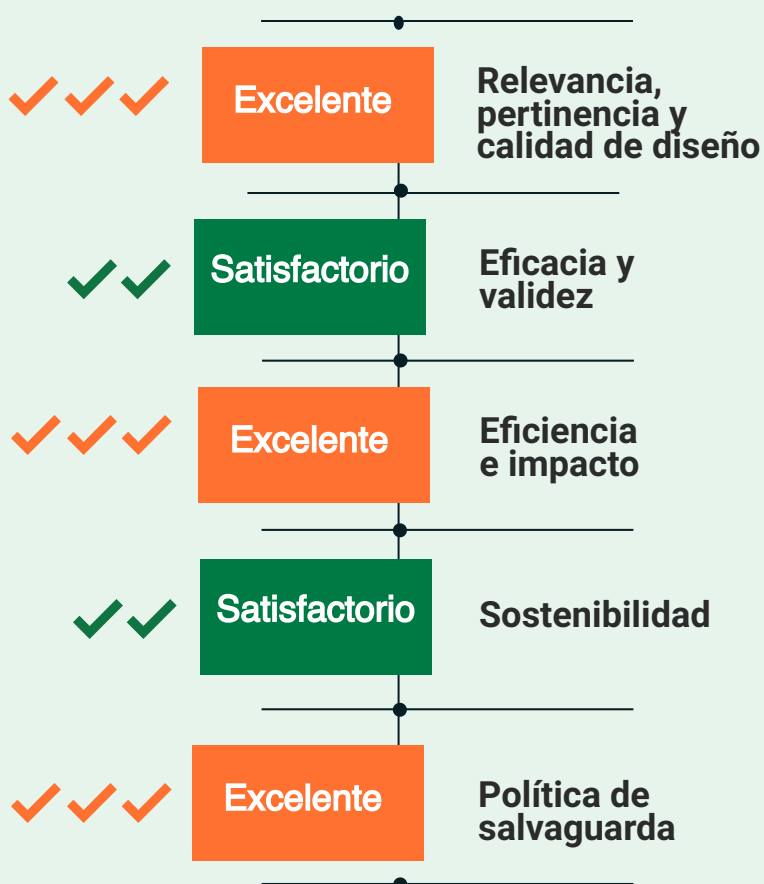 Excelente
Relevancia,
pertinencia y
calidad de diseño
Satisfactorio
Eficacia y
validez
Excelente
Eficiencia
e impacto
Satisfactorio
Sostenibilidad
Excelente
Política de
salvaguarda